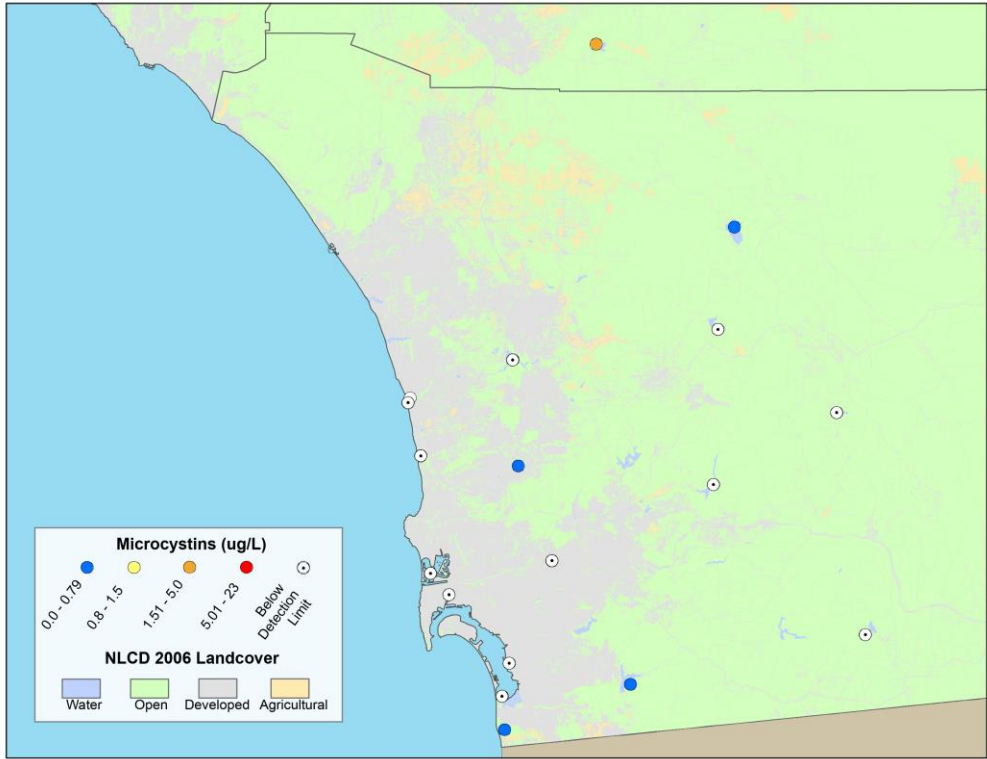 Microcystins (ug/L)
0.0 - 0.79
0.8 - 1.5
1.51 - 5.0
5.01 - 23
Below
Detection
Limit
NLCD 2006 Landcover
Water Open Developed Agricultural